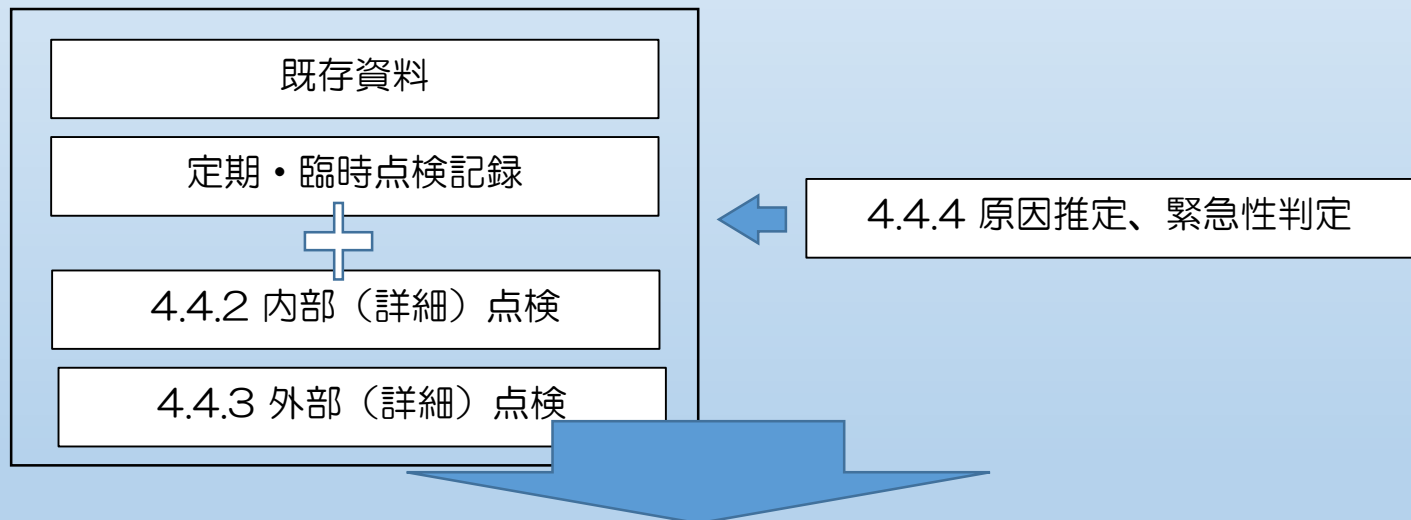 既存資料
定期・臨時点検記録
4.4.2 内部（詳細）点検
4.4.3 外部（詳細）点検
4.4.4 原因推定、緊急性判定